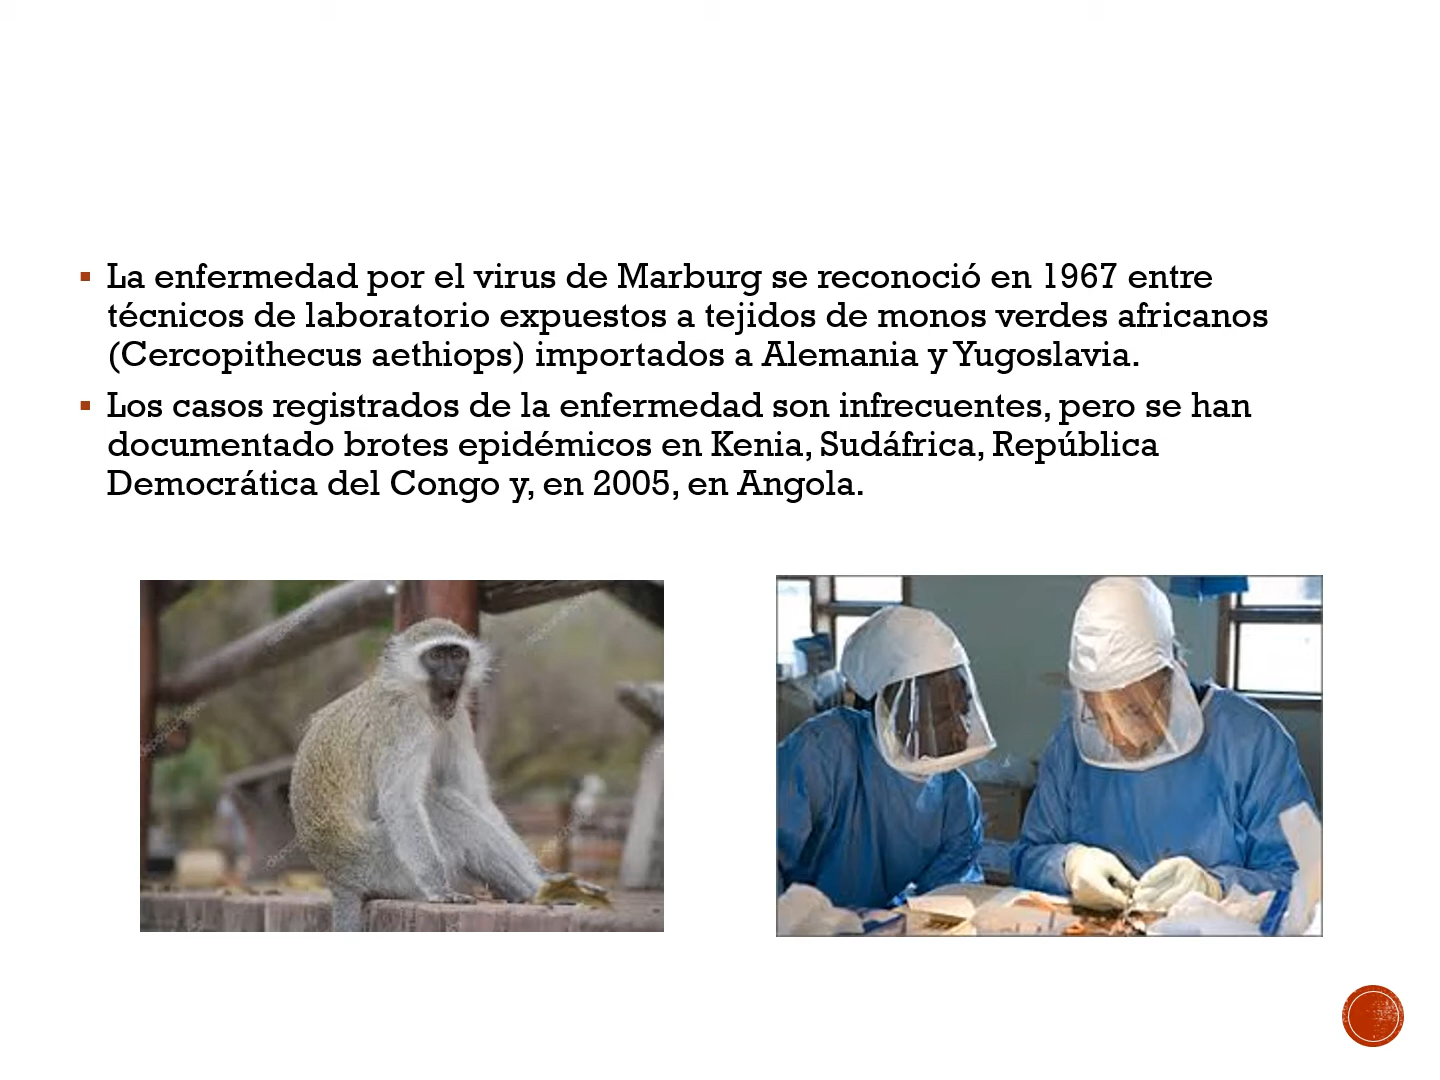 ▪ La enfermedad por el virus de Marburg se reconoció en 1967 entre
técnicos de laboratorio expuestos a tejidos de monos verdes africanos
(Cercopithecus aethiops) importados a Alemania y Yugoslavia.
▪ Los casos registrados de la enfermedad son infrecuentes, pero se han
documentado brotes epidémicos en Kenia, Sudáfrica, República
Democrática del Congo y, en 2005, en Angola.